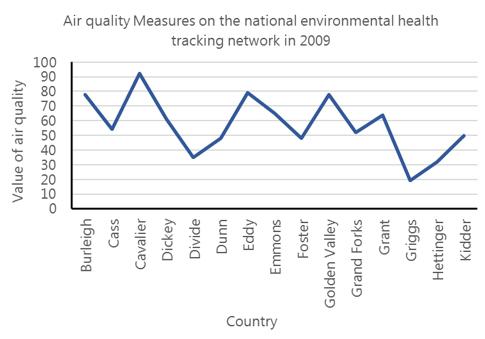 Air quality Measures on the national environmental health
tracking network in 2009
Value of air quality
100
90
80
70
60
50
40
30
20
10
0
Burleigh
Cass
Cavalier
Dickey
Divide
Dunn
Eddy
Emmons
Foster
Golden Valley
Grand Forks
Grant
Griggs
Hettinger
Kidder
Country